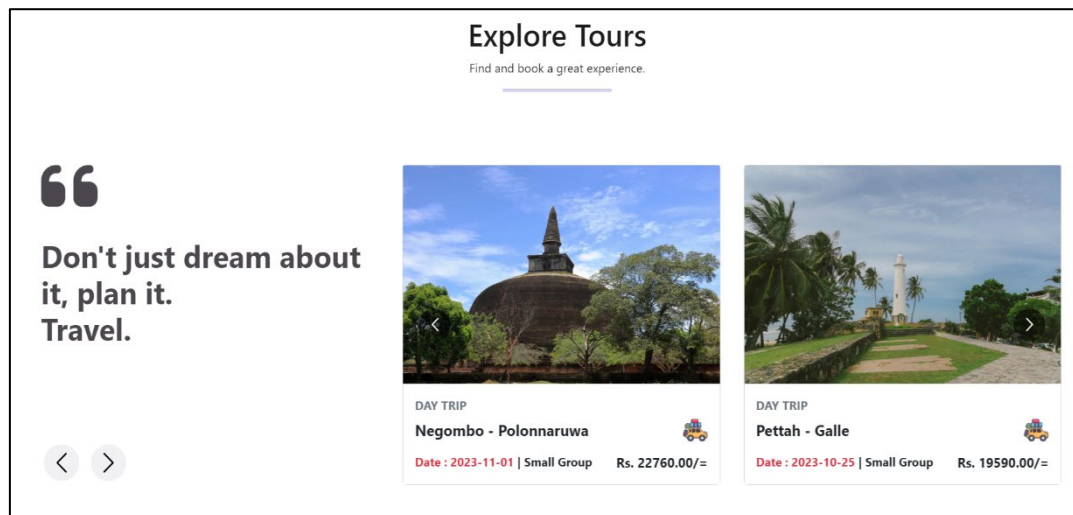 Explore Tours
Find and book a great experience.
Don't just dream about
it, plan it.
Travel.
DAY TRIP
Negombo - Polonnaruwa
Date : 2023-11-01 | Small Group Rs. 22760.00/=
DAY TRIP
Pettah - Galle
Date : 2023-10-25 | Small Group Rs. 19590.00/=